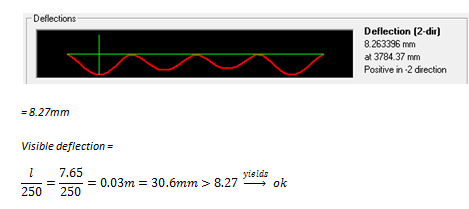 Deflections
Deflection (2-dir)
8.263396 mm
at 3784.37 mm
Positive in -2 direction
= 8.27mm
Visible deflection =
l/250 = 7.65/250 = 0.03m = 30.6mm > 8.27 yields→ ok